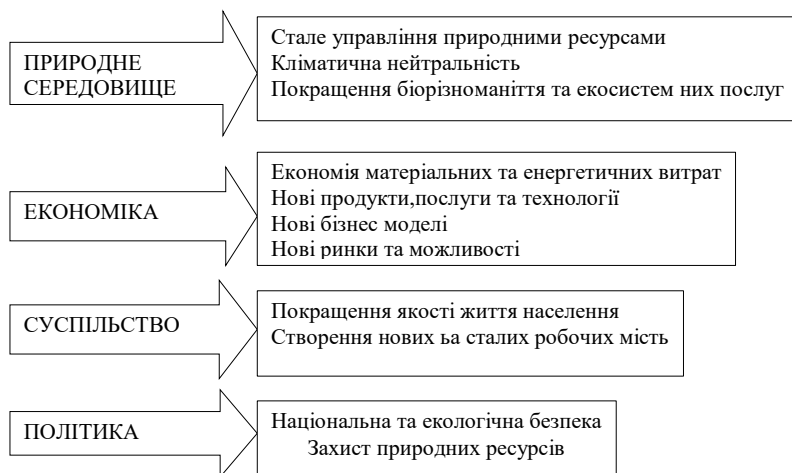 ПРИРОДНЕ
СЕРЕДОВИЩЕ
Стале управління природними ресурсами
Кліматична нейтральність
Покращення біорізноманіття та екосистем них послуг
ЕКОНОМІКА
Економія матеріальних та енергетичних витрат
Нові продукти,послуги та технології
Нові бізнес моделі
Нові ринки та можливості
СУСПІЛЬСТВО
Покращення якості життя населення
Створення нових ьа сталих робочих мість
ПОЛІТИКА
Національна та екологічна безпека
Захист природних ресурсів